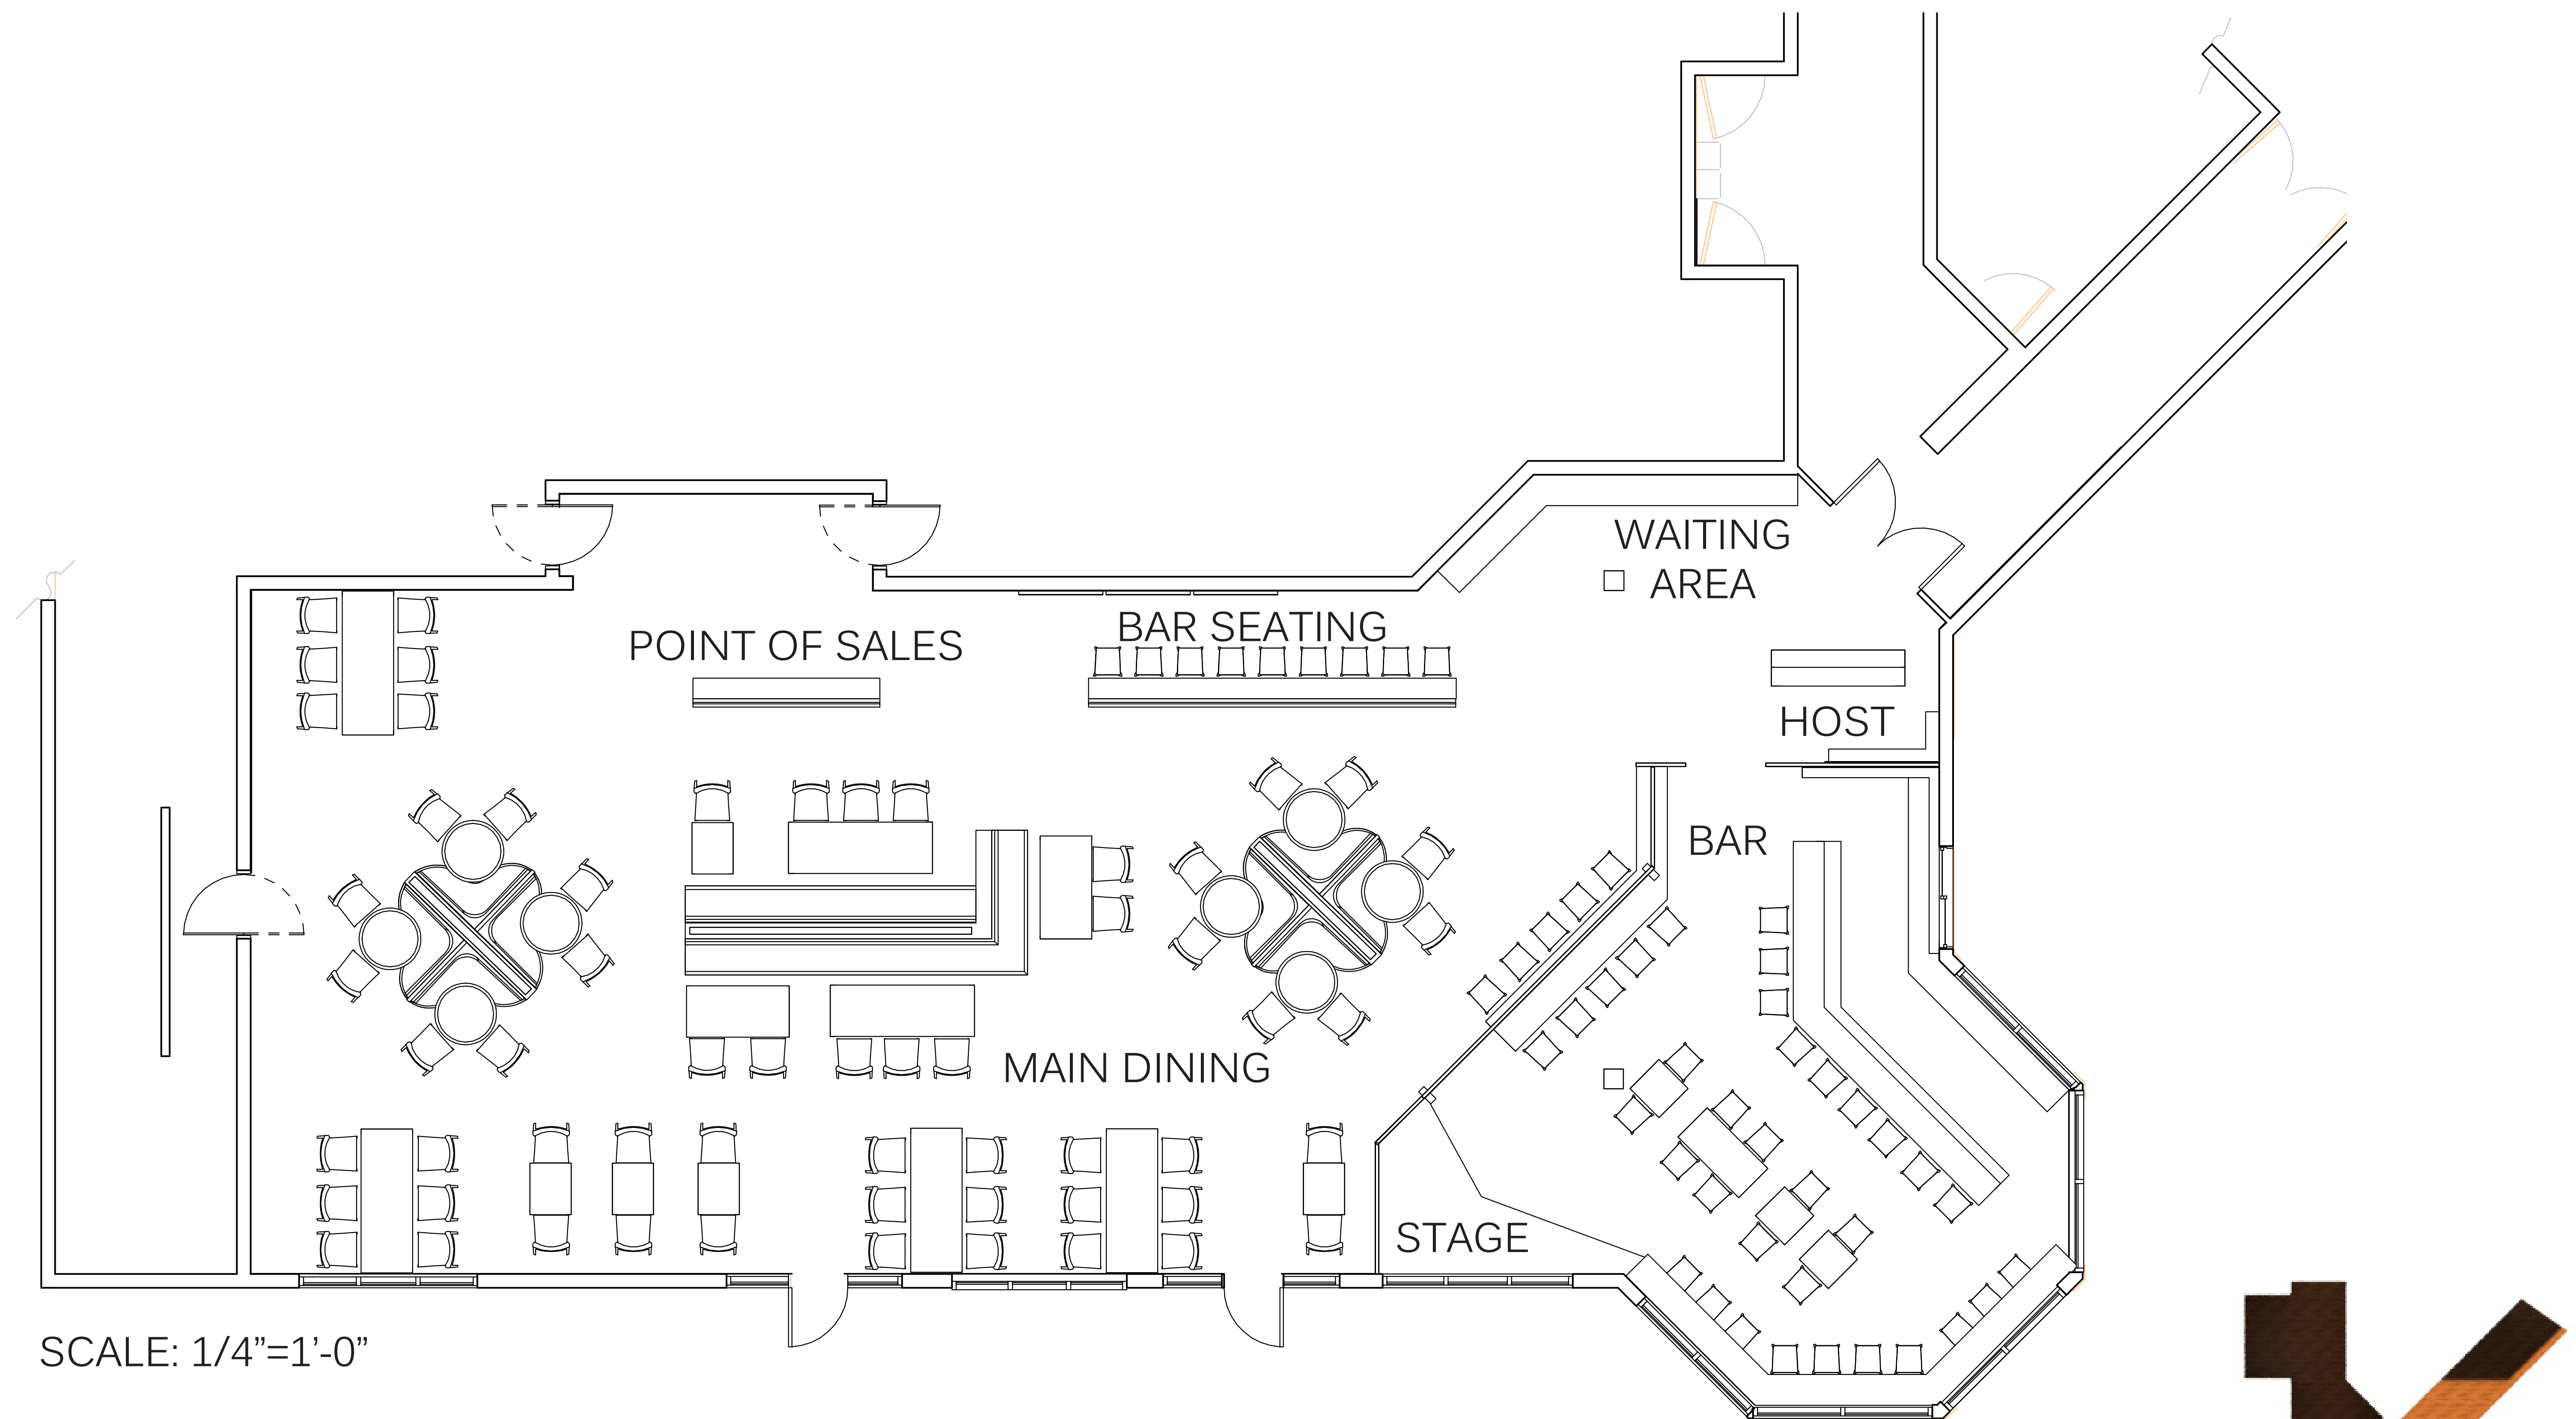 WAITING
AREA
BAR SEATING
POINT OF SALES
HOST
BAR
MAIN DINING
STAGE
SCALE: 1/4”=1’-0”